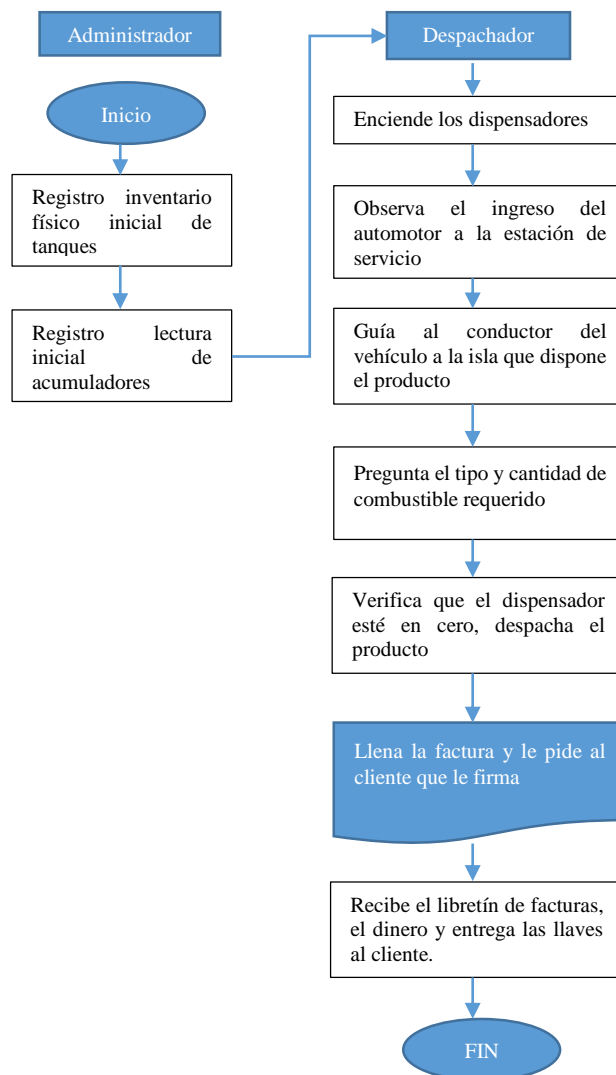 Administrador
Inicio
Registro inventario
físico inicial de
tanques
Registro lectura
inicial de
acumuladores
Despachador
Enciende los dispensadores
Observa el ingreso del
automotor a la estación de
servicio
Guía al conductor del
vehículo a la isla que dispone
el producto
Pregunta el tipo y cantidad de
combustible requerido
Verifica que el dispensador
esté en cero, despacha el
producto
Llena la factura y le pide al
cliente que le firma
Recibe el libretín de facturas,
el dinero y entrega las llaves
al cliente.
FIN